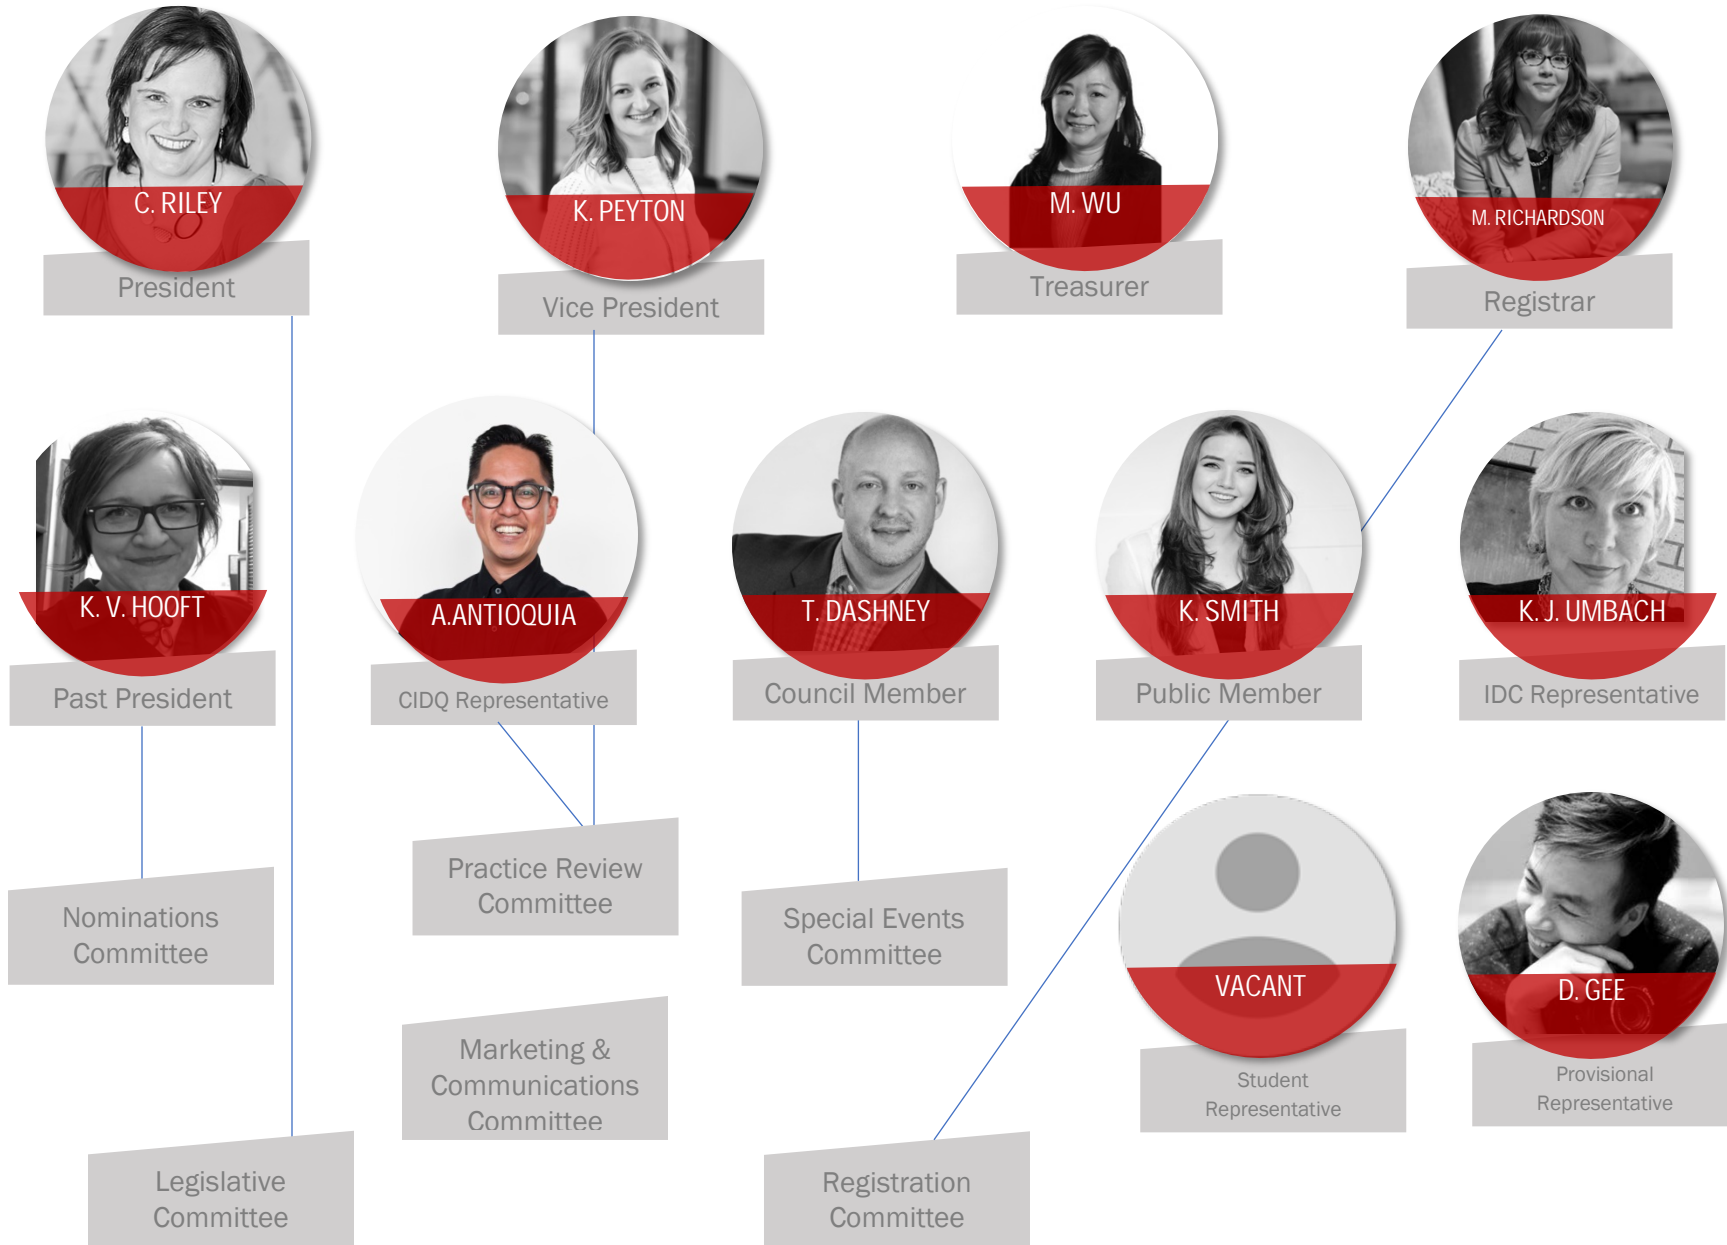 C. RILEY
President
K. PEYTON
Vice President
M. WU
Treasurer
M. RICHARDSON
Registrar
K. V. HOOFT
Past President
A.ANTIOQUIA
CIDQ Representative
T. DASHNEY
Council Member
K. SMITH
Public Member
K. J. UMBACH
IDC Representative
Nominations
Committee
Practice Review
Committee
Special Events
Committee
VACANT
Student
Representative
D. GEE
Provisional
Representative
Marketing &
Communications
Committee
Legislative
Committee
Registration
Committee